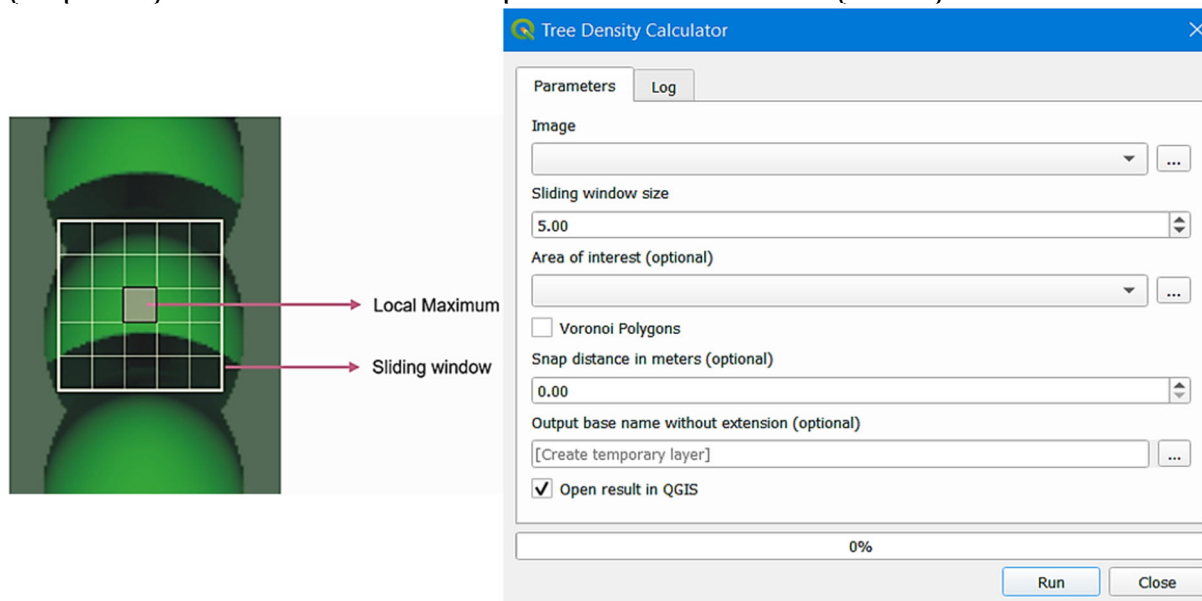 Local Maximum
Sliding window
Tree Density Calculator
Parameters
Log
Image
...
Sliding window size
5.00
Area of interest (optional)
...
Voronoi Polygons
Snap distance in meters (optional)
0.00
Output base name without extension (optional)
[Create temporary layer]
...
Open result in QGIS
0%
Run
Close